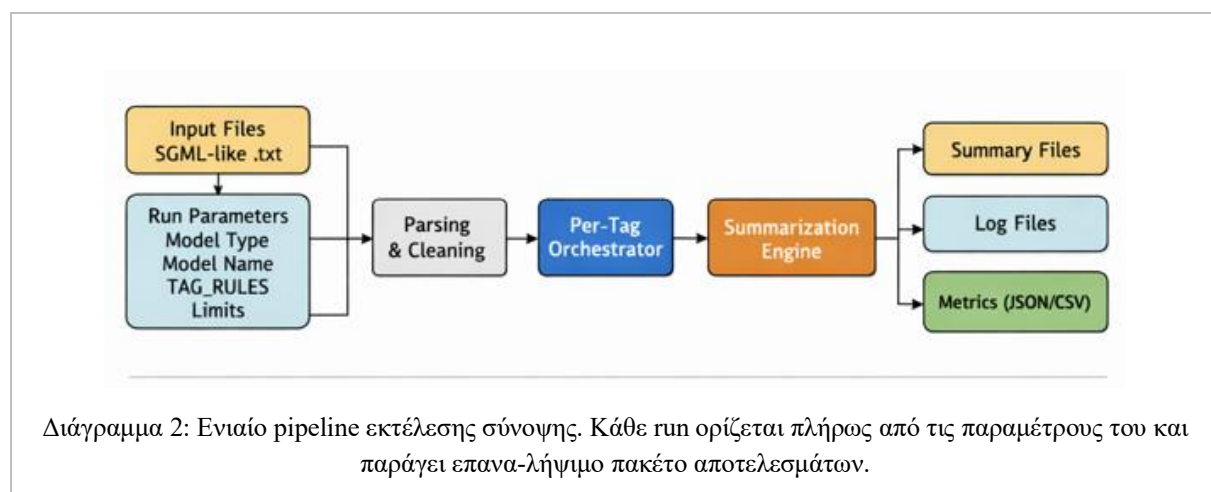 Input Files
SGML-like .txt
Run Parameters
Model Type
Model Name
TAG_RULES
Limits
Parsing
& Cleaning
Per-Tag
Orchestrator
Summarization
Engine
Summary Files
Log Files
Metrics (JSON/CSV)
Διάγραμμα 2: Ενιαίο pipeline εκτέλεσης σύνοψης. Κάθε run ορίζεται πλήρως από τις παραμέτρους του και
παράγει επανα-λήψιμο πακέτο αποτελεσμάτων.